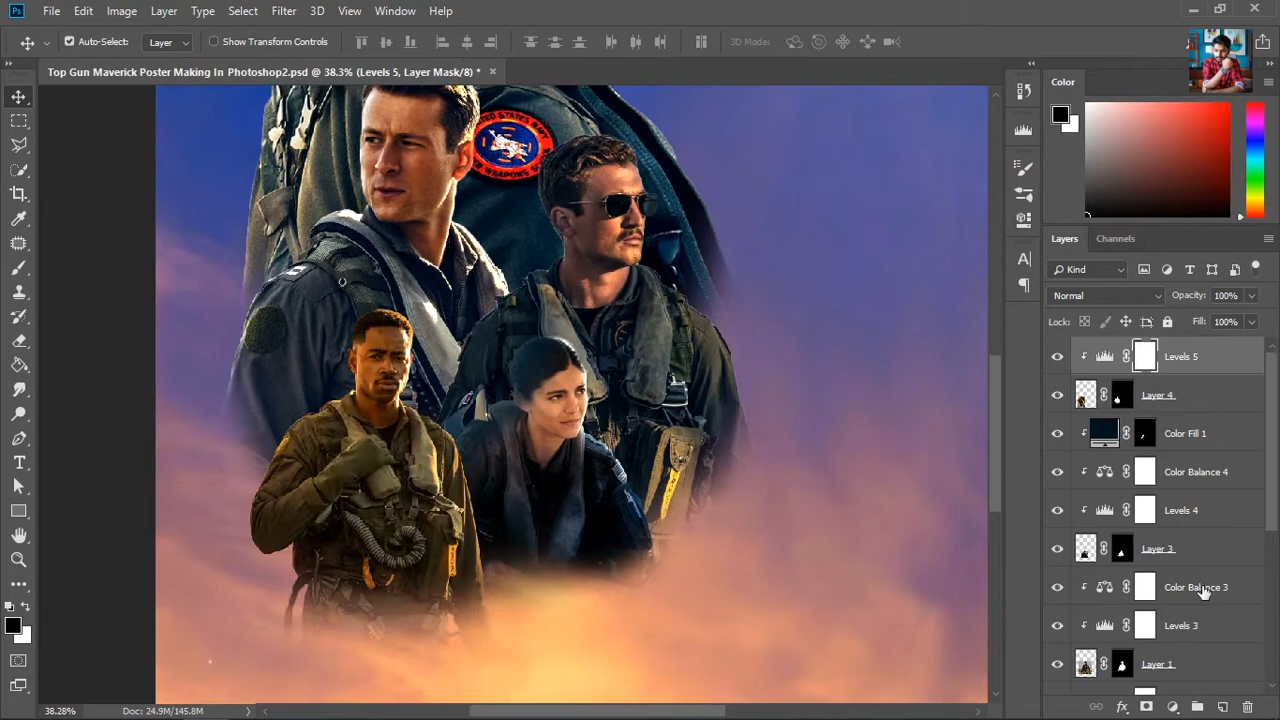 Ps File Edit Image Layer Type Select Filter 3D View Window Help
Auto-Select: Layer Show Transform Controls 3D Mode:
Top Gun Maverick Poster Making In Photoshop2.psd @ 38.3% (Levels 5, Layer Mask/8) *
Color
Layers Channels
Kind
Normal Opacity: 100%
Lock: Fill: 100%
Levels 5
Layer 4
Color Fill 1
Color Balance 4
Levels 4
Layer 3
Color Balance 3
Levels 3
Layer 1
38.28% Doc: 24.9M/145.8M